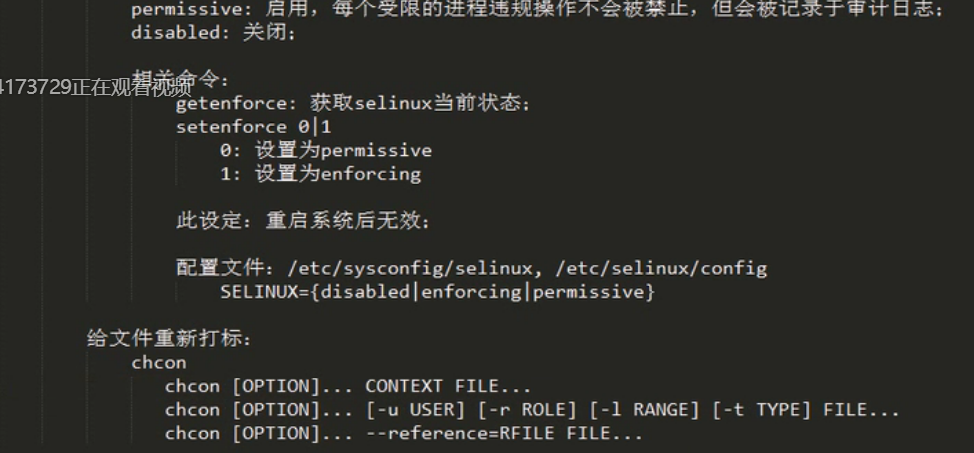 permissive: 启用, 每个受限的进程违规操作不会被禁止, 但会被记录于审计日志;
disabled: 关闭;
相关命令:
4173729正在观看视频
getenforce: 获取selinux当前状态;
setenforce 0|1
0: 设置为permissive
1: 设置为enforcing
此设定: 重启系统后无效;
配置文件: /etc/sysconfig/selinux, /etc/selinux/config
SELINUX={disabled|enforcing|permissive}
给文件重新打标:
chcon
chcon [OPTION]... CONTEXT FILE...
chcon [OPTION]... [-u USER] [-r ROLE] [-l RANGE] [-t TYPE] FILE...
chcon [OPTION]... --reference=RFILE FILE...